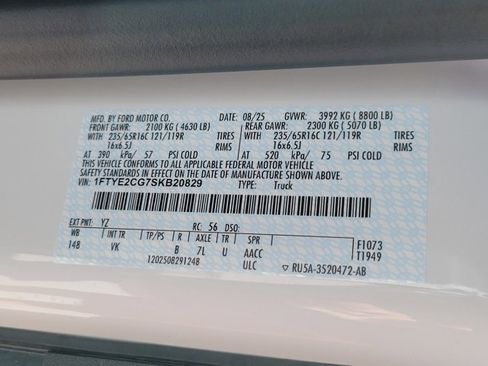 MFD. BY FORD MOTOR CO. DATE: 08/25 GVWR: 3992 KG ( 8800 LB)
FRONT GAWR: 2100 KG ( 4630 LB) REAR GAWR: 2300 KG ( 5070 LB)
WITH 235/65R16C 121/119R TIRES WITH 235/65R16C 121/119R TIRES
16x6.5J RIMS 16x6.5J RIMS
AT 390 kPa/ 57 PSI COLD AT 520 kPa/ 75 PSI COLD
THIS VEHICLE CONFORMS TO ALL APPLICABLE FEDERAL MOTOR VEHICLE
SAFETY STANDARDS IN EFFECT ON THE DATE OF MANUFACTURE SHOWN ABOVE.
VIN: 1FTYE2CG7SKB20829 TYPE: Truck
EXT PNT: YZ RC: 56 DSO:
WB INT TR TP/PS R AXLE TR SPR F1073
148 VK B 7L U AACC T1949
1202508291248 ULC RU5A-3520472-AB